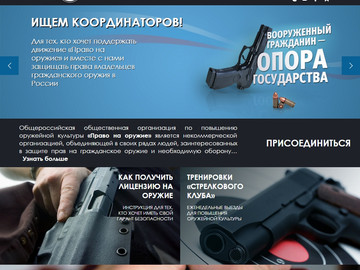 ИЩЕМ КООРДИНАТОРОВ!
Для тех, кто хочет поддержать
движение «Право на
оружие» и вместе с нами
защищать права владельцев
гражданского оружия в
России
ВООРУЖЕННЫЙ
ГРАЖДАНИН —
ОПОРА
ГОСУДАРСТВА
Общероссийская общественная организация по повышению
оружейной культуры «Право на оружие» является некоммерческой
организацией, объединяющей в своих рядах людей, заинтересованных
в защите прав на гражданское оружие и необходимую оборону...
Узнать больше
ПРИСОЕДИНИТЬСЯ
КАК ПОЛУЧИТЬ
ЛИЦЕНЗИЮ НА
ОРУЖИЕ
ИНСТРУКЦИЯ ДЛЯ ТЕХ,
КТО ХОЧЕТ ИМЕТЬ СВОЙ
ГАРАНТ БЕЗОПАСНОСТИ
ТРЕНИРОВКИ
«СТРЕЛКОВОГО
КЛУБА»
ЕЖЕНЕДЕЛЬНЫЕ ВЫЕЗДЫ
ДЛЯ ПОВЫШЕНИЯ
ОРУЖЕЙНОЙ КУЛЬТУРЫ